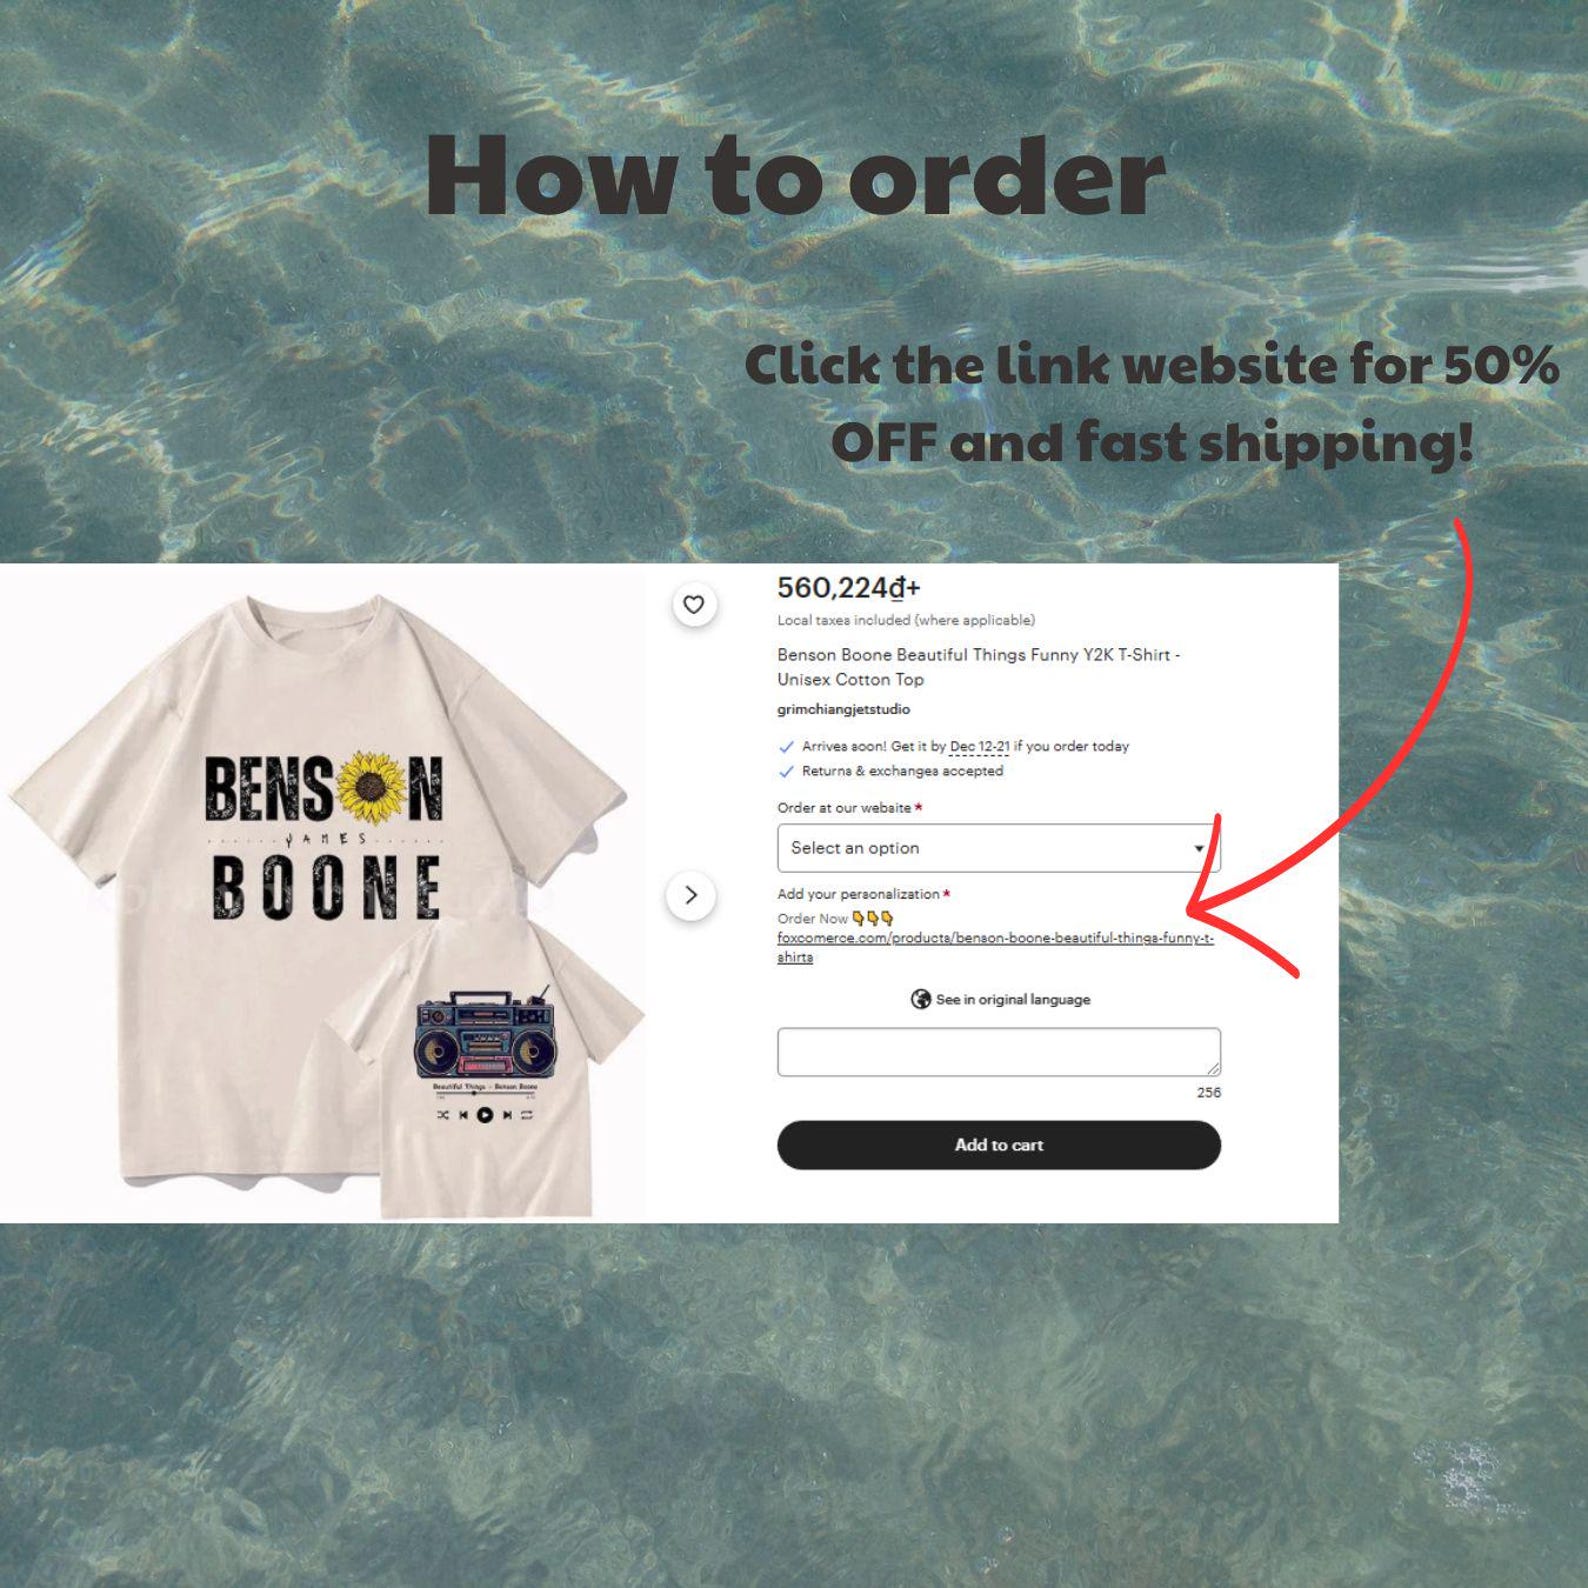 How to order
Click the link website for 50%
OFF and fast shipping!
BENSON
JAMES
BOONE
Beautiful Things - Benson Boone
560,224₫+
Local taxes included (where applicable)
Benson Boone Beautiful Things Funny Y2K T-Shirt -
Unisex Cotton Top
grimchiangjetstudio
Arrives soon! Get it by Dec 12-21 if you order today
Returns & exchanges accepted
Order at our website *
Select an option
Add your personalization *
Order Now 👇👇👇
foxcomerce.com/products/benson-boone-beautiful-things-funny-t-
shirts
See in original language
256
Add to cart